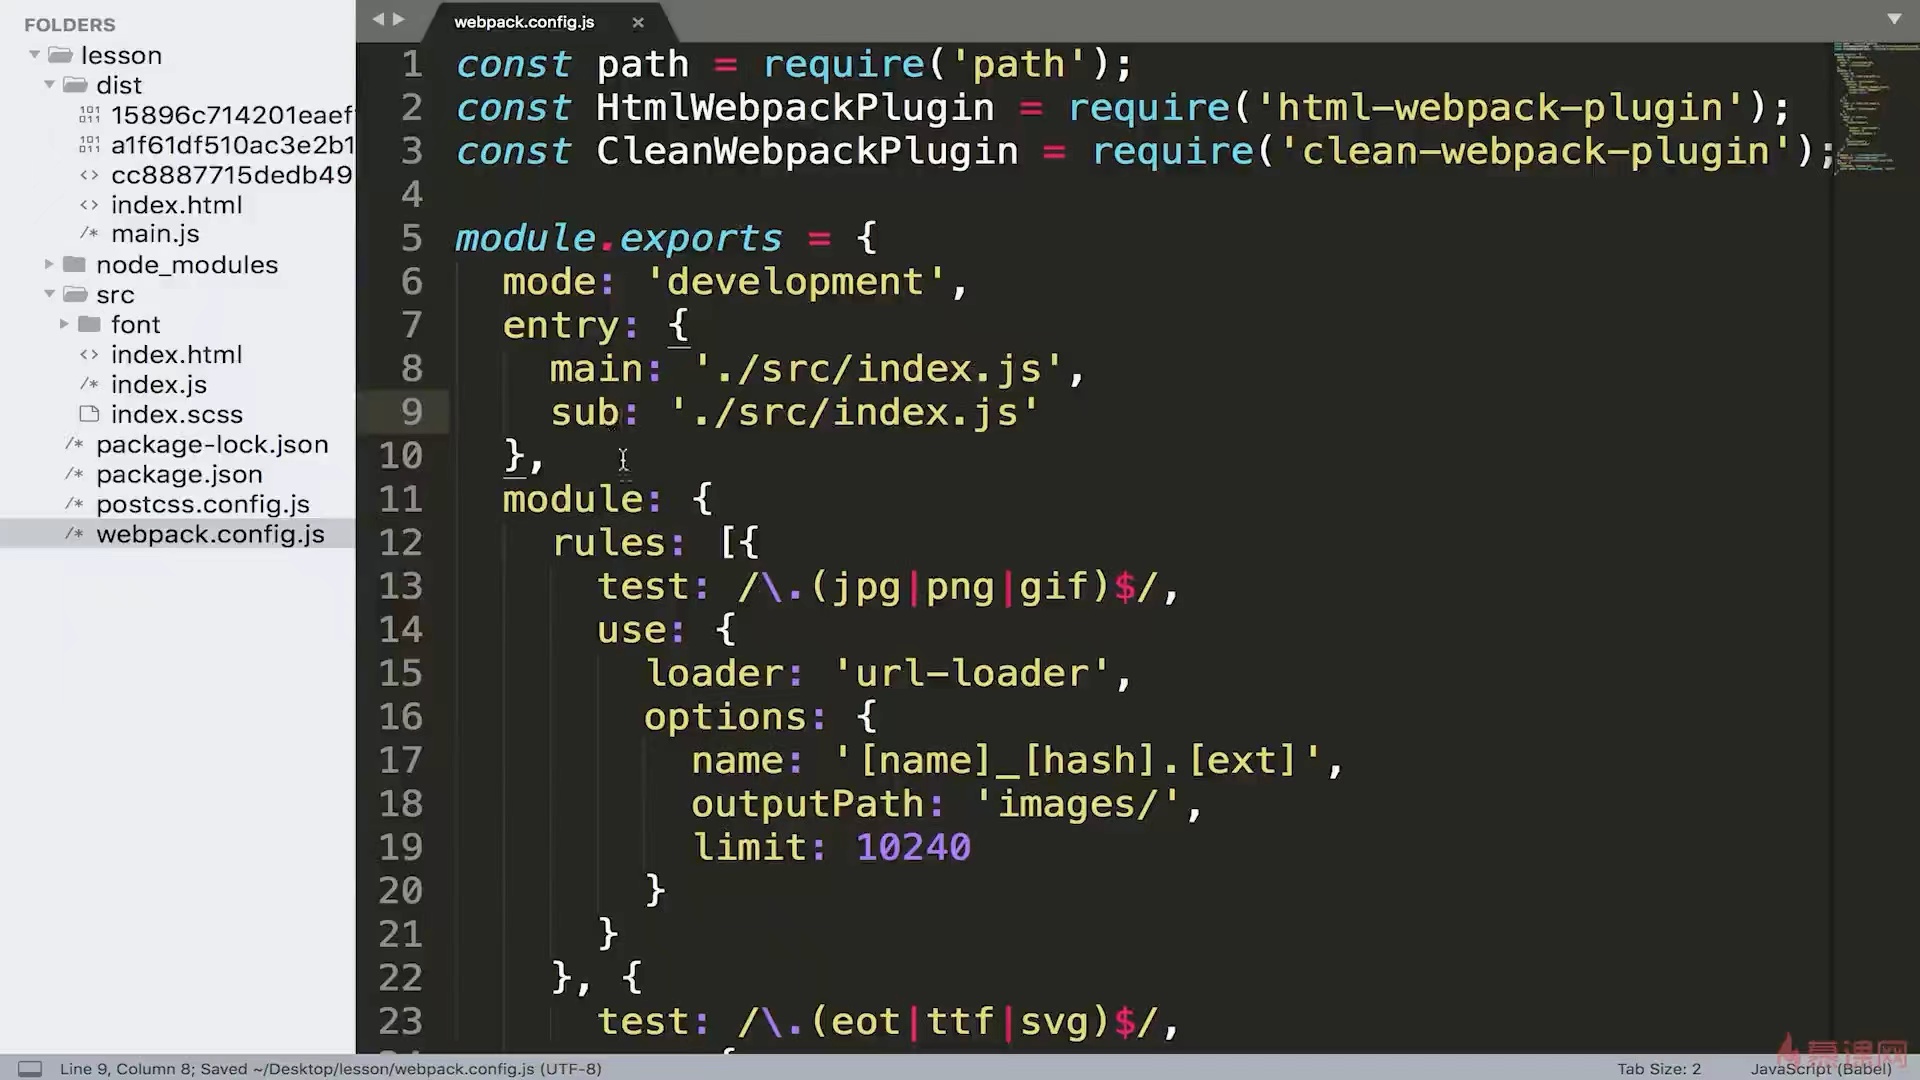 FOLDERS
lesson
dist
15896c714201eaef
a1f61df510ac3e2b1
cc8887715dedb49
index.html
main.js
node_modules
src
font
index.html
index.js
index.scss
package-lock.json
package.json
postcss.config.js
webpack.config.js
webpack.config.js ×
1 const path = require('path');
2 const HtmlWebpackPlugin = require('html-webpack-plugin');
3 const CleanWebpackPlugin = require('clean-webpack-plugin');
4
5 module.exports = {
6 mode: 'development',
7 entry: {
8 main: './src/index.js',
9 sub: './src/index.js'
10 },
11 module: {
12 rules: [{
13 test: /\.(jpg|png|gif)$/,
14 use: {
15 loader: 'url-loader',
16 options: {
17 name: '[name]_[hash].[ext]',
18 outputPath: 'images/',
19 limit: 10240
20 }
21 }
22 }, {
23 test: /\.(eot|ttf|svg)$/,
Line 9, Column 8; Saved ~/Desktop/lesson/webpack.config.js (UTF-8)
Tab Size: 2
JavaScript (Babel)
慕课网